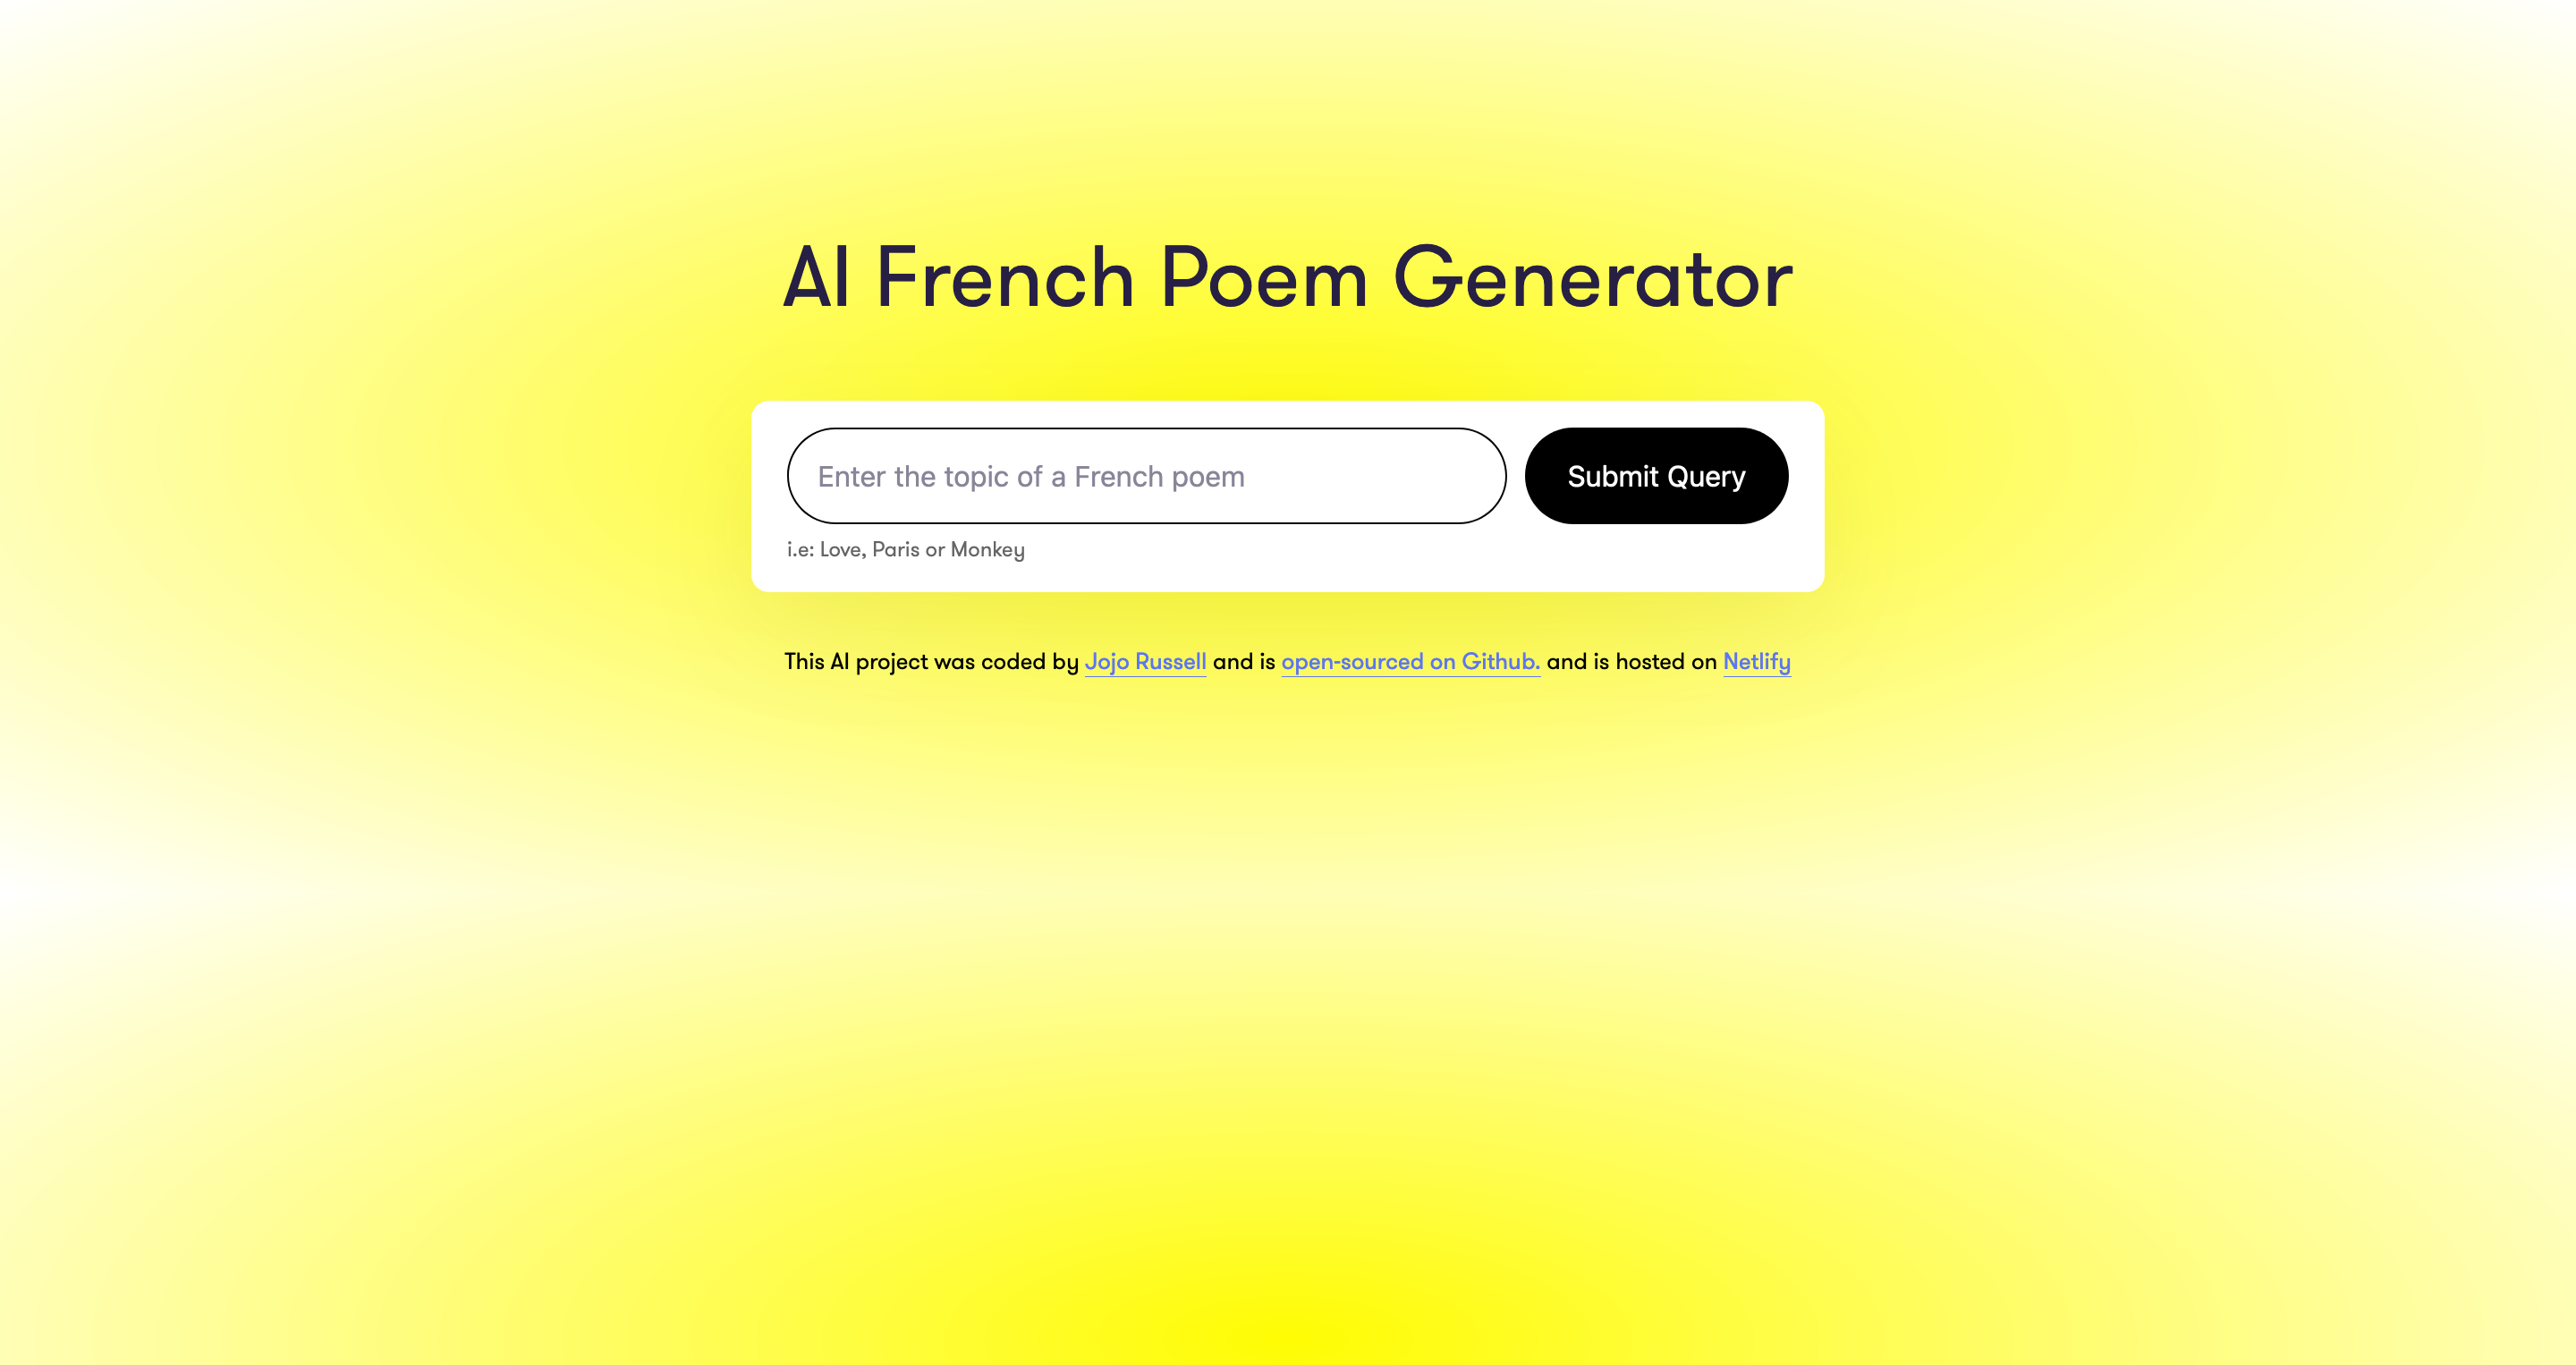 AI French Poem Generator
Enter the topic of a French poem
Submit Query
i.e: Love, Paris or Monkey
This AI project was coded by Jojo Russell and is open-sourced on Github. and is hosted on Netlify